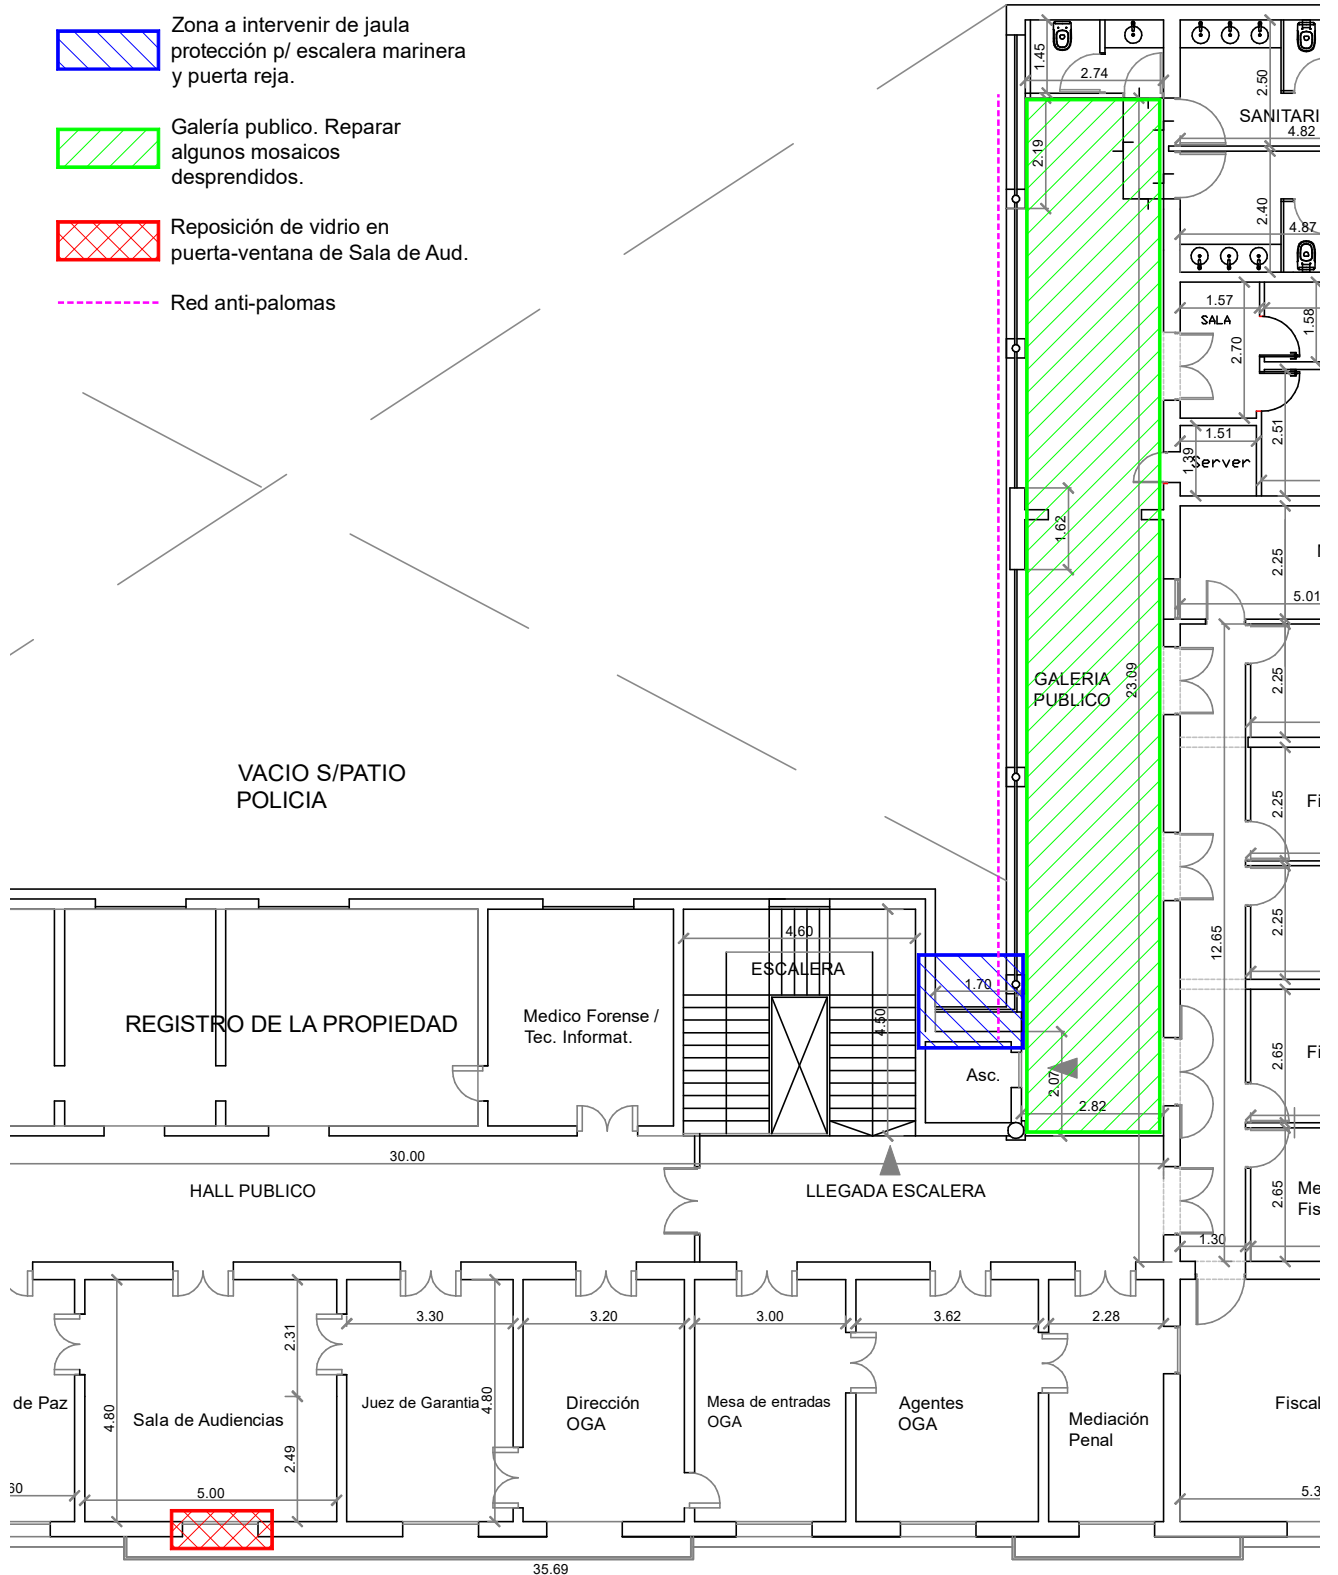 Zona a intervenir de jaula
protección p/ escalera marinera
y puerta reja.
Galería publico. Reparar
algunos mosaicos
desprendidos.
Reposición de vidrio en
puerta-ventana de Sala de Aud.
Red anti-palomas
1.45
2.74
2.50
SANITARI
4.82
2.19
2.40
4.87
1.57
SALA
1.58
2.70
1.51
2.51
1.39
Server
1.62
2.25
5.01
GALERIA
PUBLICO
23.09
2.25
VACIO S/PATIO
POLICIA
2.25
Fi
12.65
2.25
4.60
ESCALERA
1.70
REGISTRO DE LA PROPIEDAD
Medico Forense /
Tec. Informat.
4.50
Asc.
2.07
2.82
2.65
Fi
30.00
HALL PUBLICO
LLEGADA ESCALERA
2.65
Me
Fis
1.30
2.31
3.30
3.20
3.00
3.62
2.28
de Paz
4.80
Sala de Audiencias
Juez de Garantia
4.80
Dirección
OGA
Mesa de entradas
OGA
Agentes
OGA
Mediación
Penal
Fiscal
2.49
60
5.00
5.3
35.69